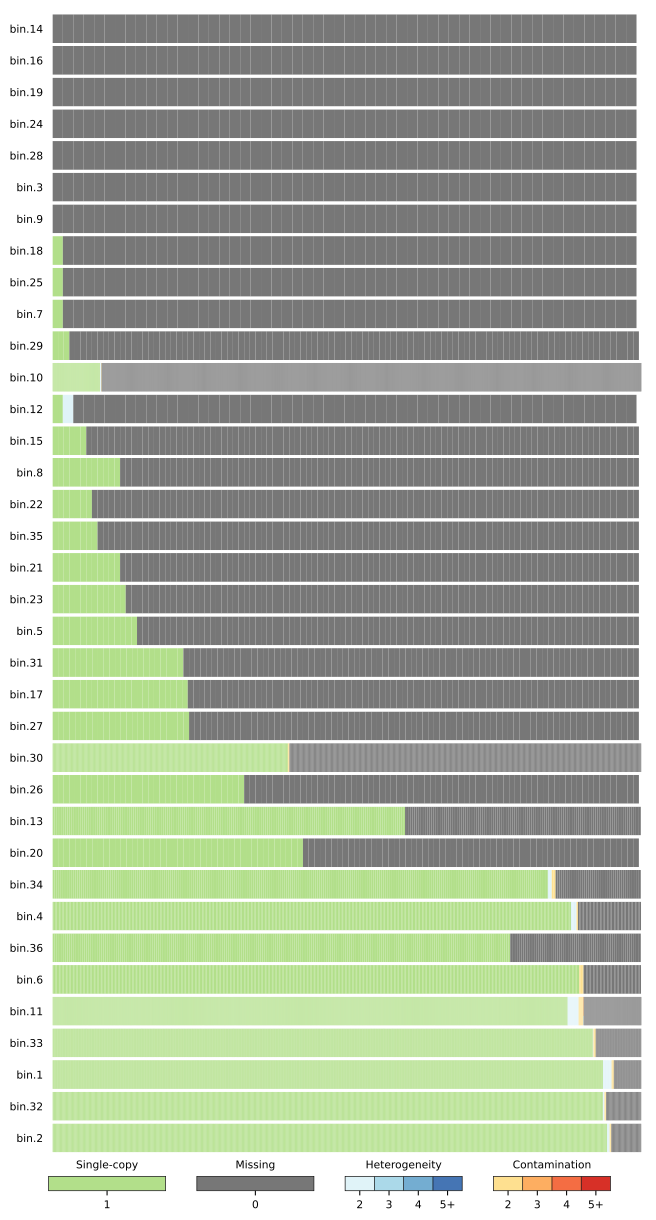 bin.14
bin.16
bin.19
bin.24
bin.28
bin.3
bin.9
bin.18
bin.25
bin.7
bin.29
bin.10
bin.12
bin.15
bin.8
bin.22
bin.35
bin.21
bin.23
bin.5
bin.31
bin.17
bin.27
bin.30
bin.26
bin.13
bin.20
bin.34
bin.4
bin.36
bin.6
bin.11
bin.33
bin.1
bin.32
bin.2
Single-copy Missing Heterogeneity Contamination
1 0 2 3 4 5+ 2 3 4 5+